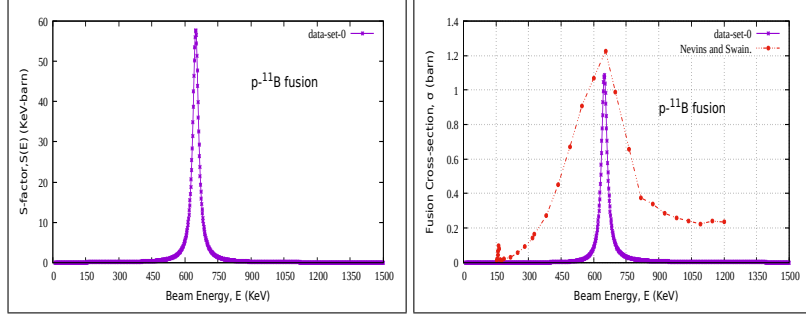 60
50
40
30
20
10
0
S-factor,S(E) (KeV-barn)
data-set-0
p-¹¹B fusion
0 150 300 450 600 750 900 1050 1200 1350 1500
Beam Energy, E (KeV)
1.4
1.2
1
0.8
0.6
0.4
0.2
0
Fusion Cross-section, σ (barn)
data-set-0
Nevins and Swain.
p-¹¹B fusion
0 150 300 450 600 750 900 1050 1200 1350 1500
Beam Energy, E (KeV)